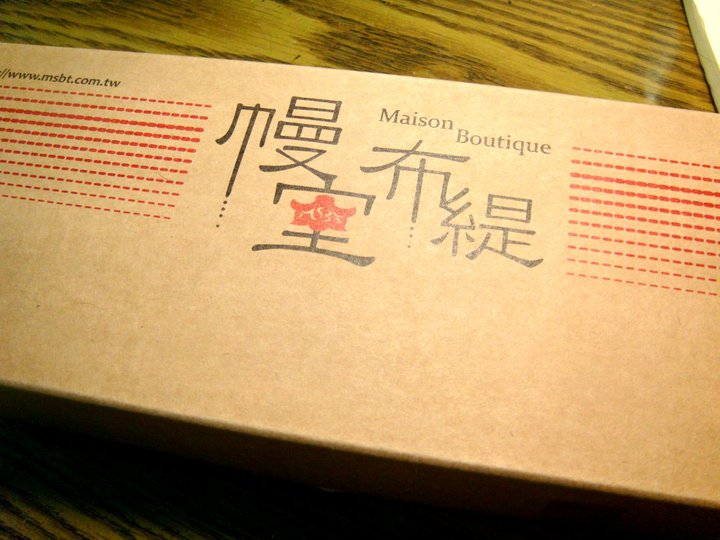 //www.msbt.com.tw
幔室
布緹
Maison
Boutique